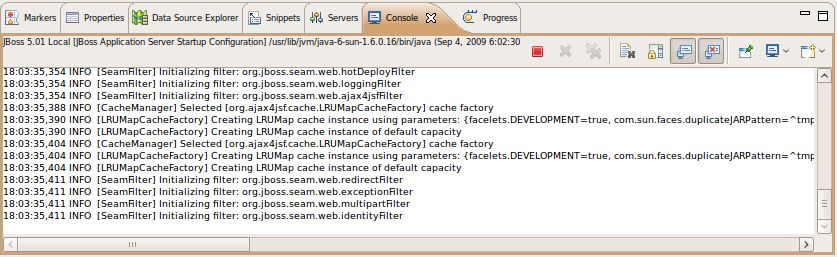 Markers Properties Data Source Explorer Snippets Servers Console Progress
JBoss 5.01 Local [JBoss Application Server Startup Configuration] /usr/lib/jvm/java-6-sun-1.6.0.16/bin/java (Sep 4, 2009 6:02:30
18:03:35,354 INFO [SeamFilter] Initializing filter: org.jboss.seam.web.hotDeployFilter
18:03:35,354 INFO [SeamFilter] Initializing filter: org.jboss.seam.web.loggingFilter
18:03:35,354 INFO [SeamFilter] Initializing filter: org.jboss.seam.web.ajax4jsfFilter
18:03:35,388 INFO [CacheManager] Selected [org.ajax4jsf.cache.LRUMapCacheFactory] cache factory
18:03:35,390 INFO [LRUMapCacheFactory] Creating LRUMap cache instance using parameters: {facelets.DEVELOPMENT=true, com.sun.faces.duplicateJARPattern=^tmp
18:03:35,390 INFO [LRUMapCacheFactory] Creating LRUMap cache instance of default capacity
18:03:35,404 INFO [CacheManager] Selected [org.ajax4jsf.cache.LRUMapCacheFactory] cache factory
18:03:35,404 INFO [LRUMapCacheFactory] Creating LRUMap cache instance using parameters: {facelets.DEVELOPMENT=true, com.sun.faces.duplicateJARPattern=^tmp
18:03:35,404 INFO [LRUMapCacheFactory] Creating LRUMap cache instance of default capacity
18:03:35,411 INFO [SeamFilter] Initializing filter: org.jboss.seam.web.redirectFilter
18:03:35,411 INFO [SeamFilter] Initializing filter: org.jboss.seam.web.exceptionFilter
18:03:35,411 INFO [SeamFilter] Initializing filter: org.jboss.seam.web.multipartFilter
18:03:35,411 INFO [SeamFilter] Initializing filter: org.jboss.seam.web.identityFilter